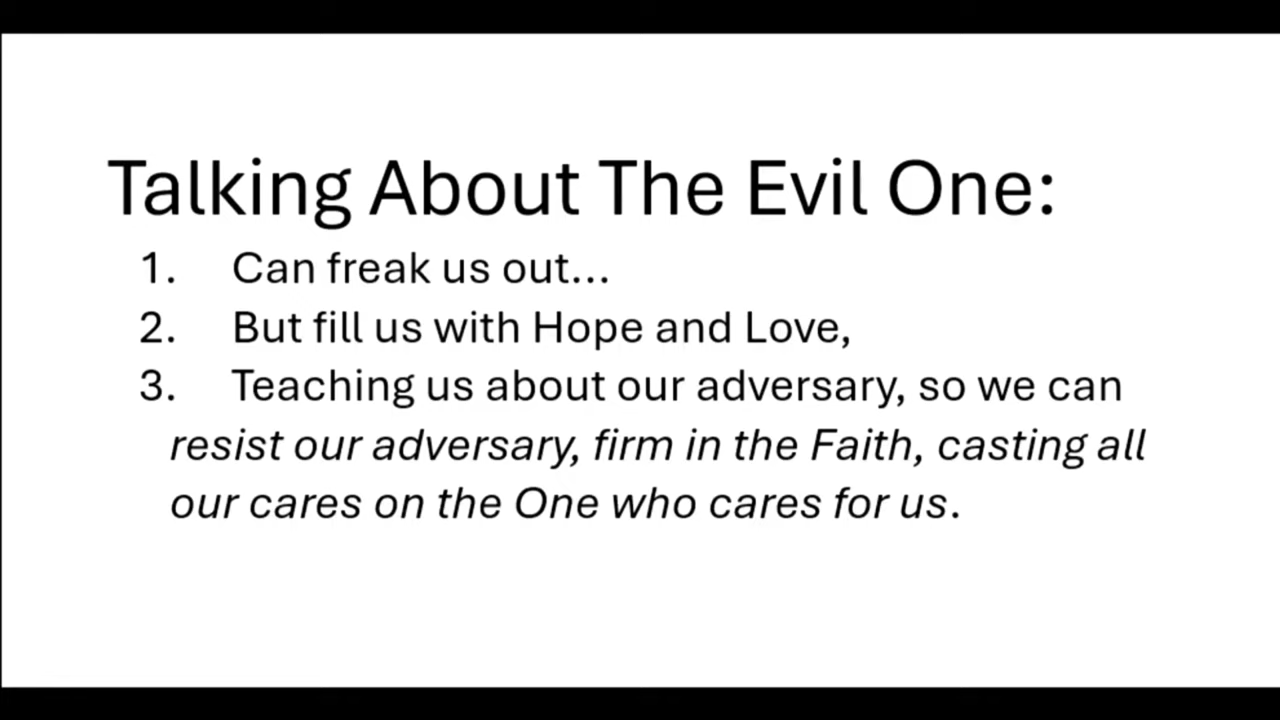 Talking About The Evil One:
1. Can freak us out...
2. But fill us with Hope and Love,
3. Teaching us about our adversary, so we can
resist our adversary, firm in the Faith, casting all
our cares on the One who cares for us.